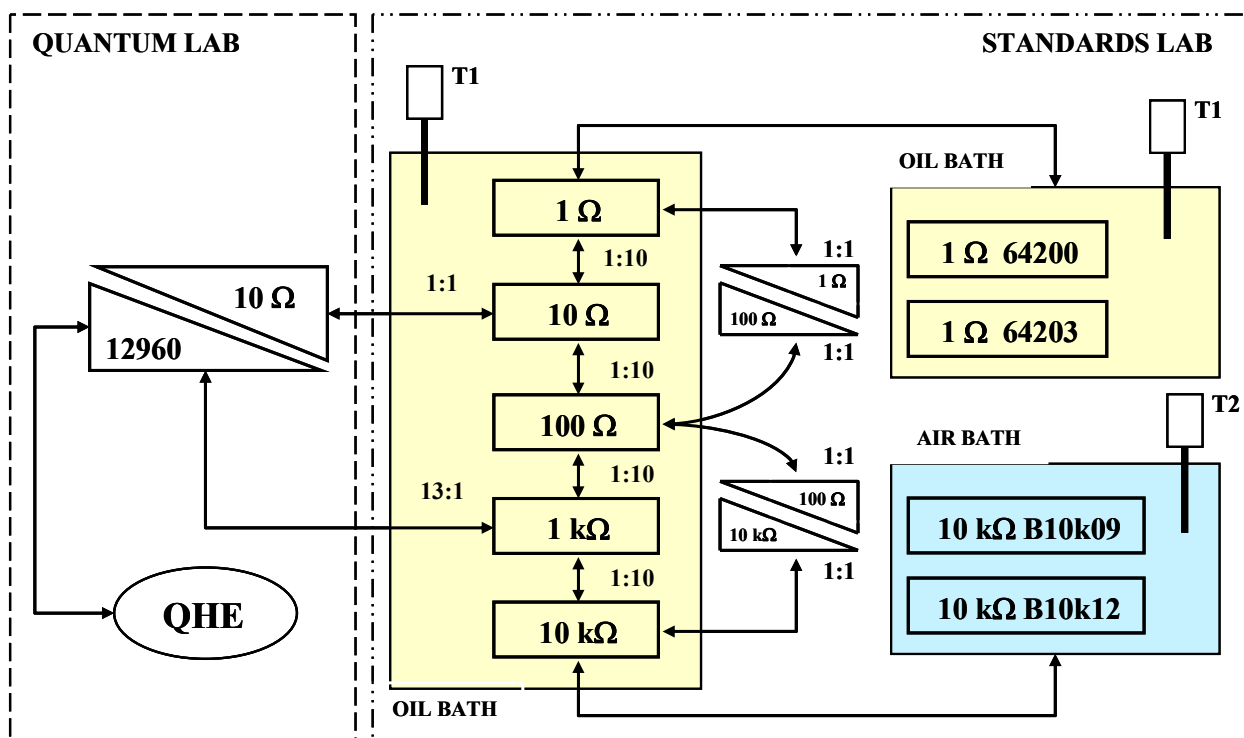 QUANTUM LAB
STANDARDS LAB
T1
T1
OIL BATH
1 Ω
1:1
1 Ω 64200
1:10
1:1
1 Ω
10 Ω
10 Ω
100 Ω
12960
1 Ω 64203
1:1
1:10
T2
100 Ω
AIR BATH
1:1
1:10
13:1
100 Ω
1 kΩ
10 kΩ
10 kΩ B10k09
1:1
1:10
10 kΩ B10k12
QHE
10 kΩ
OIL BATH